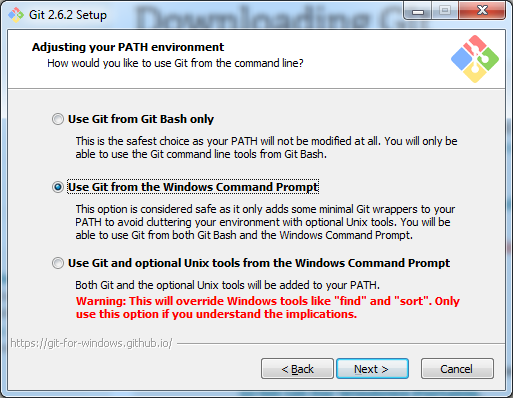 Git 2.6.2 Setup
Downloading Git
Adjusting your PATH environment
How would you like to use Git from the command line?
Use Git from Git Bash only
This is the safest choice as your PATH will not be modified at all. You will only be
able to use the Git command line tools from Git Bash.
Use Git from the Windows Command Prompt
This option is considered safe as it only adds some minimal Git wrappers to your
PATH to avoid cluttering your environment with optional Unix tools. You will be
able to use Git from both Git Bash and the Windows Command Prompt.
Use Git and optional Unix tools from the Windows Command Prompt
Both Git and the optional Unix tools will be added to your PATH.
Warning: This will override Windows tools like "find" and "sort". Only
use this option if you understand the implications.
https://git-for-windows.github.io/
< Back
Next >
Cancel